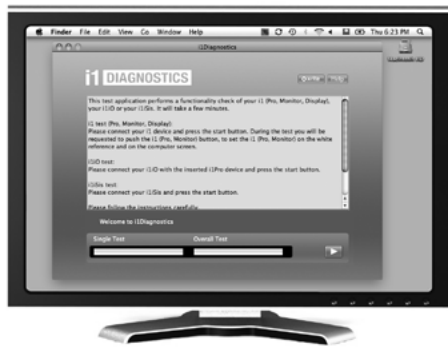 Finder File Edit View Go Window Help Thu 6:23 PM
i1Diagnostics
Macintosh HD
i1 DIAGNOSTICS
Help
This test application performs a functionality check of your i1 (Pro, Monitor, Display),
your i1iO or your i1iSis. It will take a few minutes.
i1 test (Pro, Monitor, Display):
Please connect your i1 device and press the start button. During the test you will be
requested to push the i1 (Pro, Monitor) button, to set the i1 (Pro, Monitor) on the white
reference and on the computer screen.
i1iO test:
Please connect your i1iO with the inserted i1Pro device and press the start button.
i1iSis test:
Please connect your i1iSis and press the start button.
Please follow the instructions carefully.
Welcome to i1Diagnostics
Single Test Overall Test